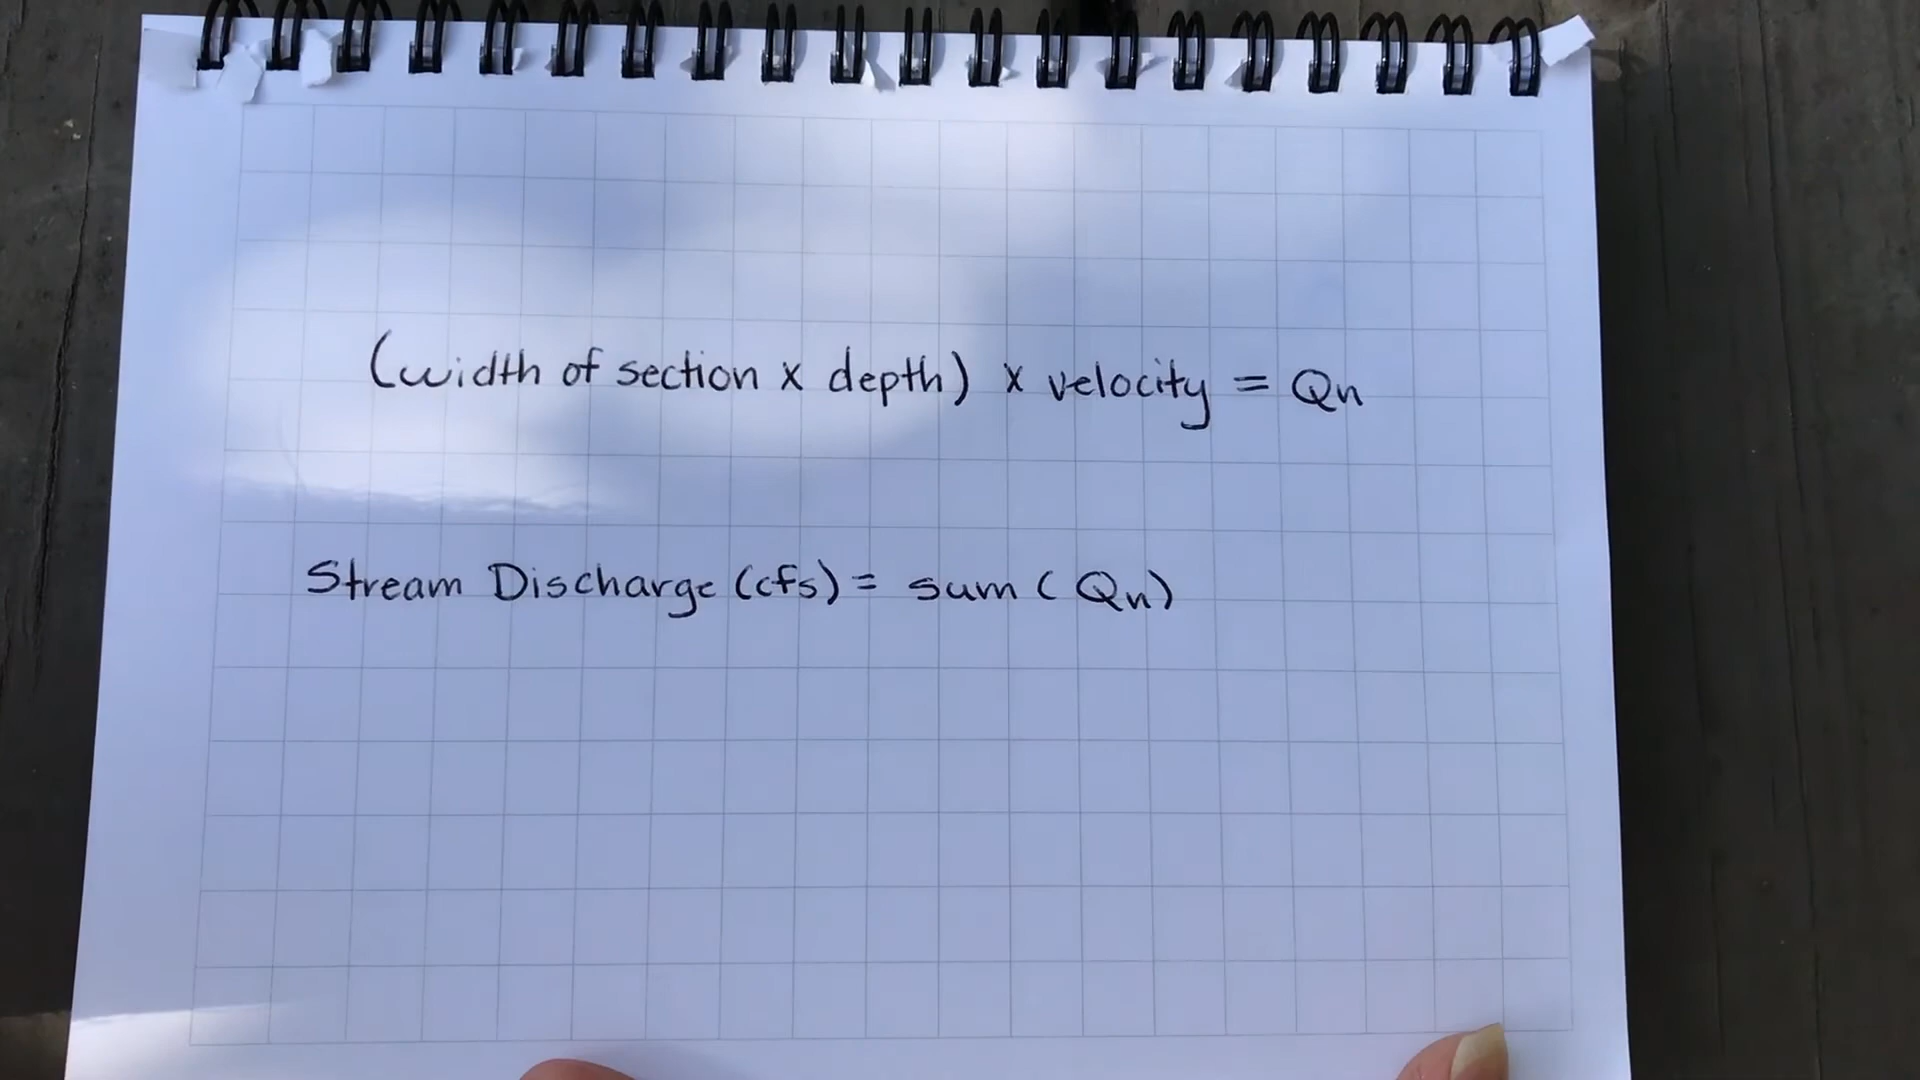 (width of section x depth) x velocity = Qn
Stream Discharge (cfs) = sum (Qn)